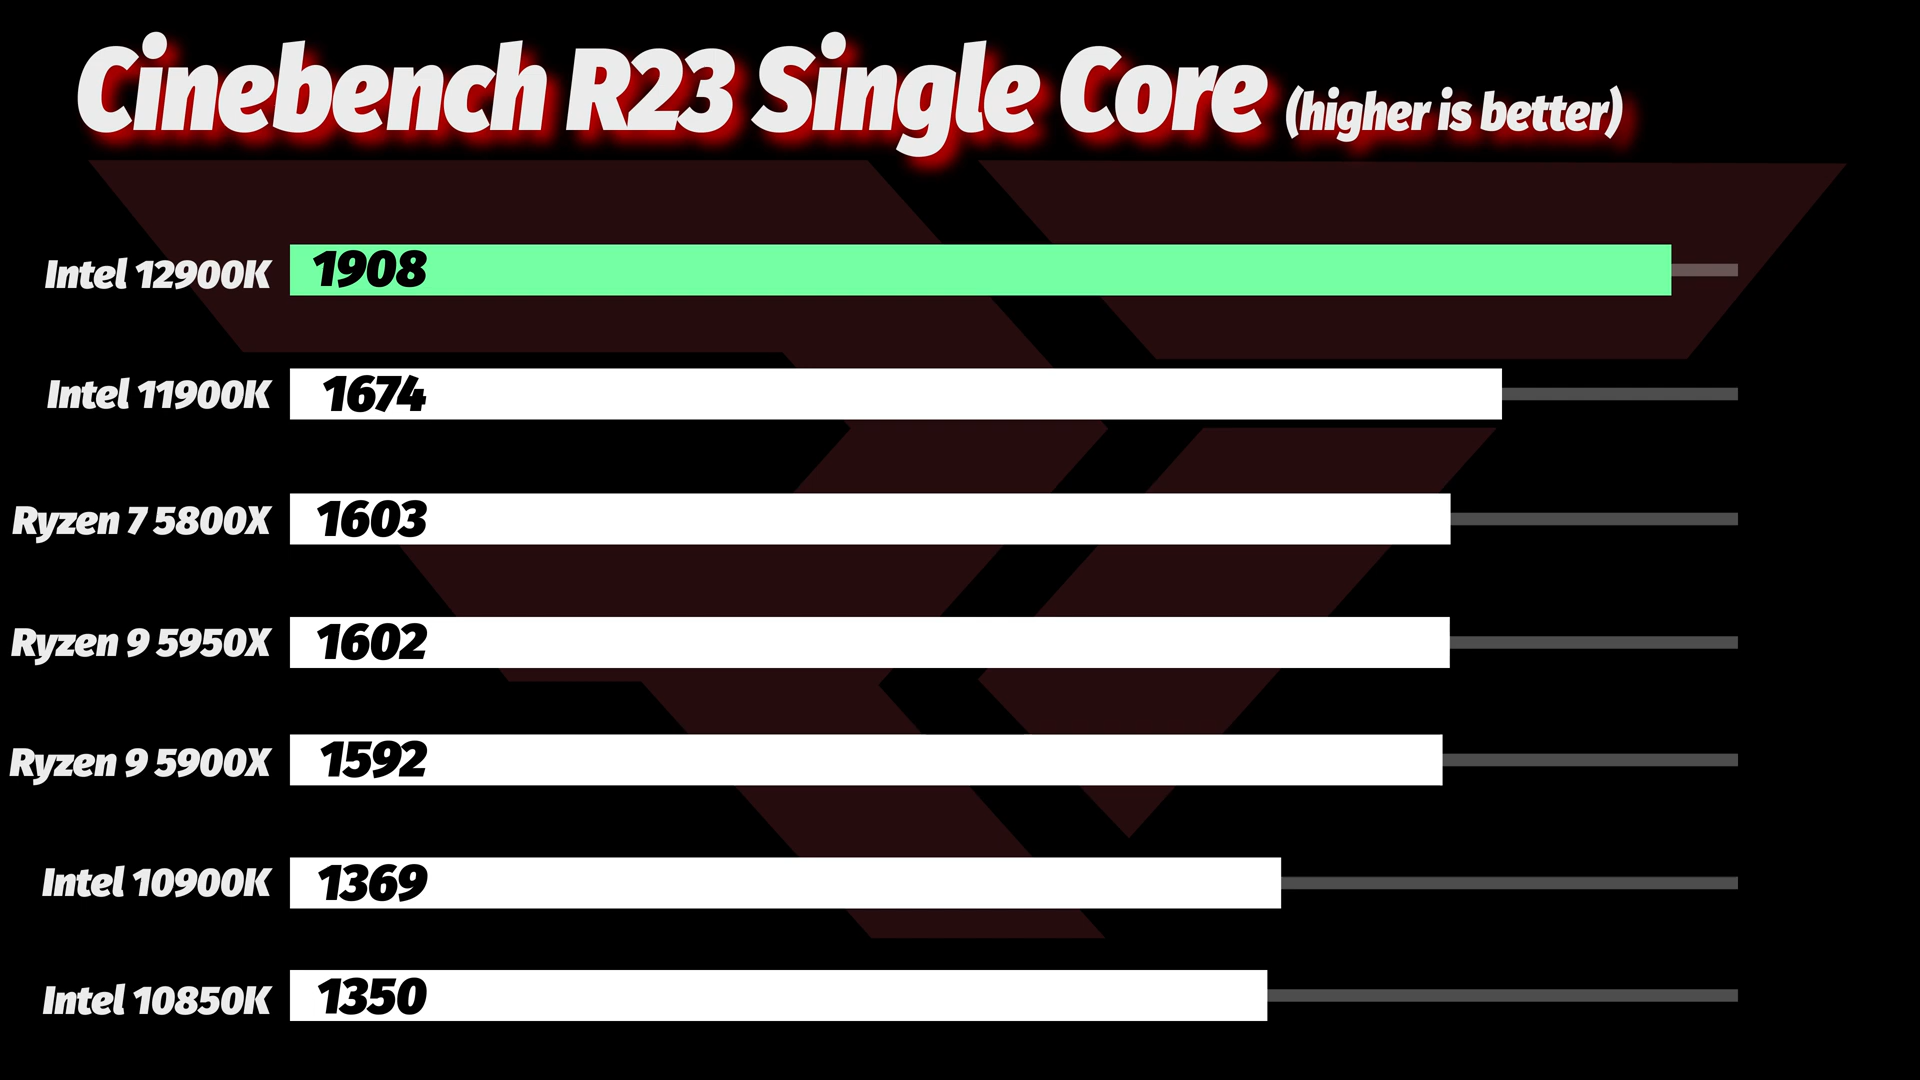 Cinebench R23 Single Core (higher is better)
Intel 12900K 1908
Intel 11900K 1674
Ryzen 7 5800X 1603
Ryzen 9 5950X 1602
Ryzen 9 5900X 1592
Intel 10900K 1369
Intel 10850K 1350